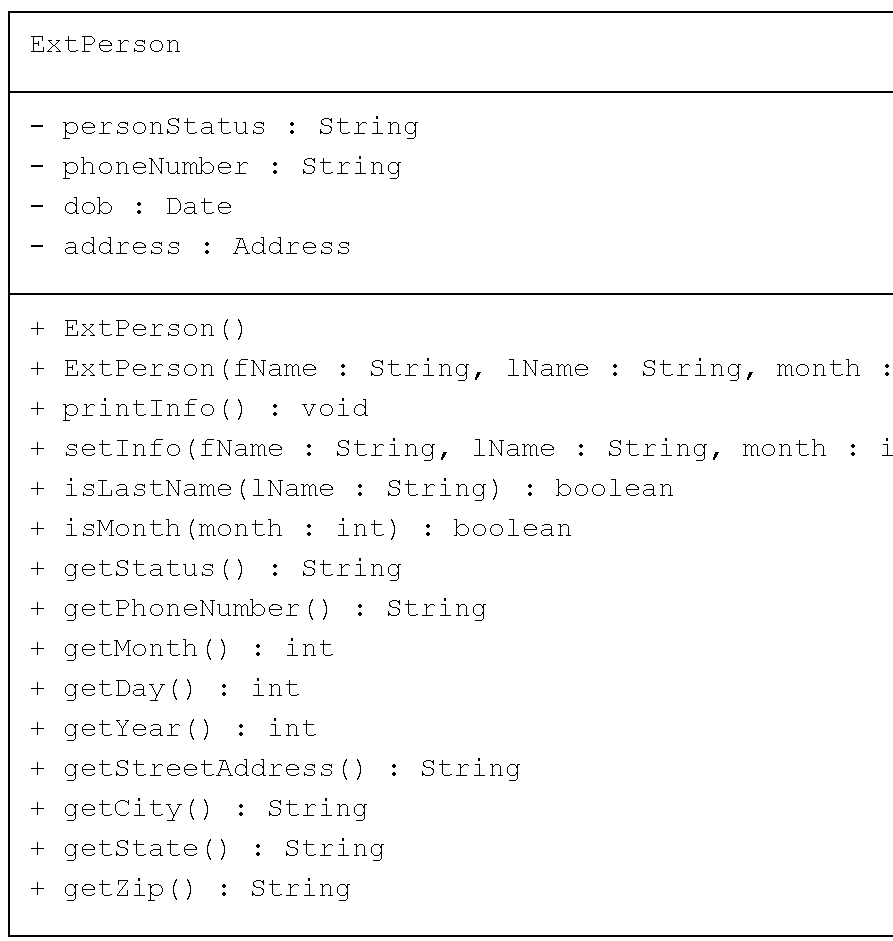 ExtPerson
- personStatus : String
- phoneNumber : String
- dob : Date
- address : Address
+ ExtPerson()
+ ExtPerson(fName : String, lName : String, month :
+ printInfo() : void
+ setInfo(fName : String, lName : String, month : i
+ isLastName(lName : String) : boolean
+ isMonth(month : int) : boolean
+ getStatus() : String
+ getPhoneNumber() : String
+ getMonth() : int
+ getDay() : int
+ getYear() : int
+ getStreetAddress() : String
+ getCity() : String
+ getState() : String
+ getZip() : String